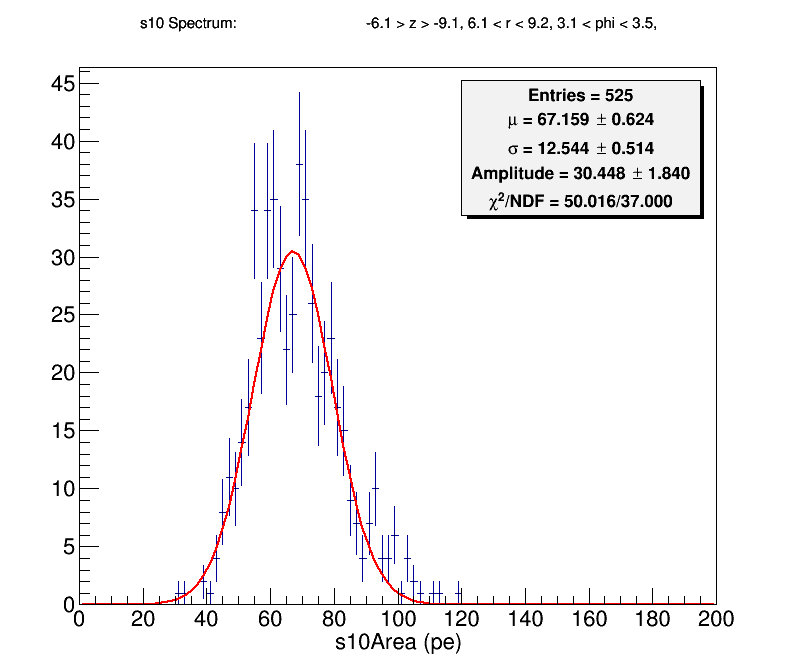 s10 Spectrum: -6.1 > z > -9.1, 6.1 < r < 9.2, 3.1 < phi < 3.5,
Entries = 525
μ = 67.159 ± 0.624
σ = 12.544 ± 0.514
Amplitude = 30.448 ± 1.840
χ²/NDF = 50.016/37.000
45
40
35
30
25
20
15
10
5
0
0 20 40 60 80 100 120 140 160 180 200
s10Area (pe)